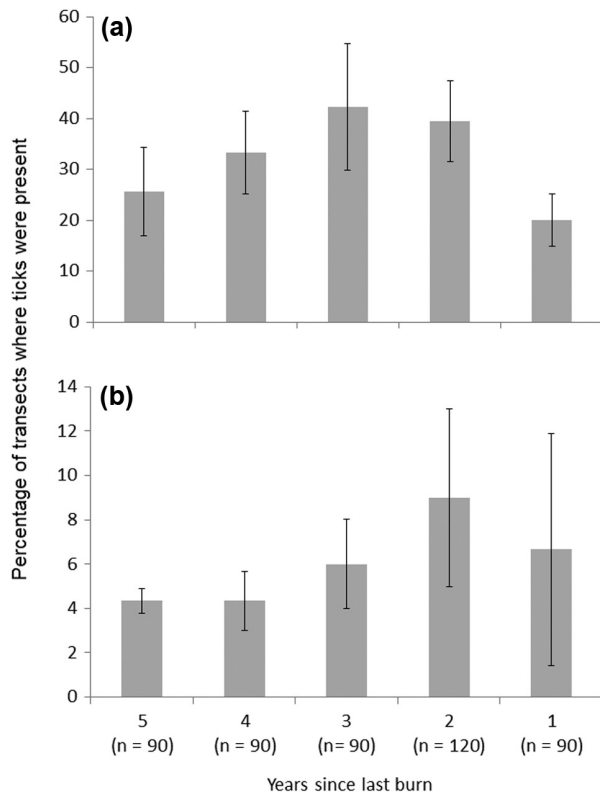 Percentage of transects where ticks were present
(a)
60
50
40
30
20
10
0
(b)
14
12
10
8
6
4
2
0
5 4 3 2 1
(n = 90) (n = 90) (n = 90) (n = 120) (n = 90)
Years since last burn